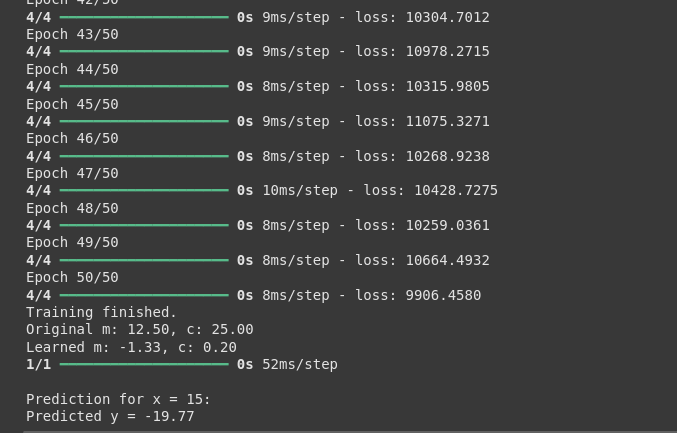 Epoch 42/50
4/4 ━━━━━━━━━━━━━━━━━━━━ 0s 9ms/step - loss: 10304.7012
Epoch 43/50
4/4 ━━━━━━━━━━━━━━━━━━━━ 0s 9ms/step - loss: 10978.2715
Epoch 44/50
4/4 ━━━━━━━━━━━━━━━━━━━━ 0s 8ms/step - loss: 10315.9805
Epoch 45/50
4/4 ━━━━━━━━━━━━━━━━━━━━ 0s 9ms/step - loss: 11075.3271
Epoch 46/50
4/4 ━━━━━━━━━━━━━━━━━━━━ 0s 8ms/step - loss: 10268.9238
Epoch 47/50
4/4 ━━━━━━━━━━━━━━━━━━━━ 0s 10ms/step - loss: 10428.7275
Epoch 48/50
4/4 ━━━━━━━━━━━━━━━━━━━━ 0s 8ms/step - loss: 10259.0361
Epoch 49/50
4/4 ━━━━━━━━━━━━━━━━━━━━ 0s 8ms/step - loss: 10664.4932
Epoch 50/50
4/4 ━━━━━━━━━━━━━━━━━━━━ 0s 8ms/step - loss: 9906.4580
Training finished.
Original m: 12.50, c: 25.00
Learned m: -1.33, c: 0.20
1/1 ━━━━━━━━━━━━━━━━━━━━ 0s 52ms/step
Prediction for x = 15:
Predicted y = -19.77